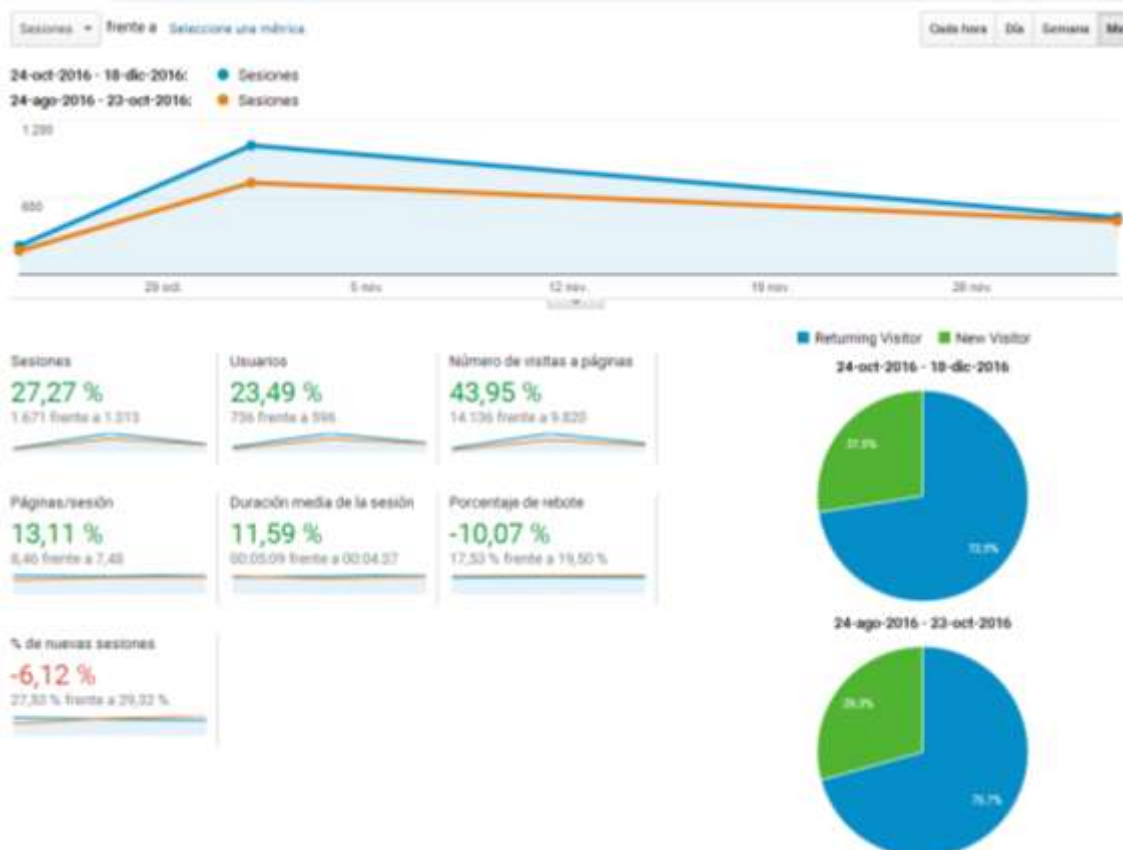 Sesiones frente a Seleccione una métrica
Cada hora Día Semana
24-oct-2016 - 18-dic-2016: Sesiones
24-ago-2016 - 23-oct-2016: Sesiones
1.200
600
29 oct. 5 nov. 12 nov. 19 nov. 26 nov.
Returning Visitor New Visitor
24-oct-2016 - 18-dic-2016
Sesiones
27,27 %
1.671 frente a 1.313
Usuarios
23,49 %
736 frente a 596
Número de visitas a páginas
43,95 %
14.136 frente a 9.820
Páginas/sesión
13,11 %
8,46 frente a 7,48
Duración media de la sesión
11,59 %
00:05:09 frente a 00:04:37
Porcentaje de rebote
-10,07 %
17,53 % frente a 19,50 %
% de nuevas sesiones
-6,12 %
27,53 % frente a 29,32 %
72,5%
24-ago-2016 - 23-oct-2016
70,7%